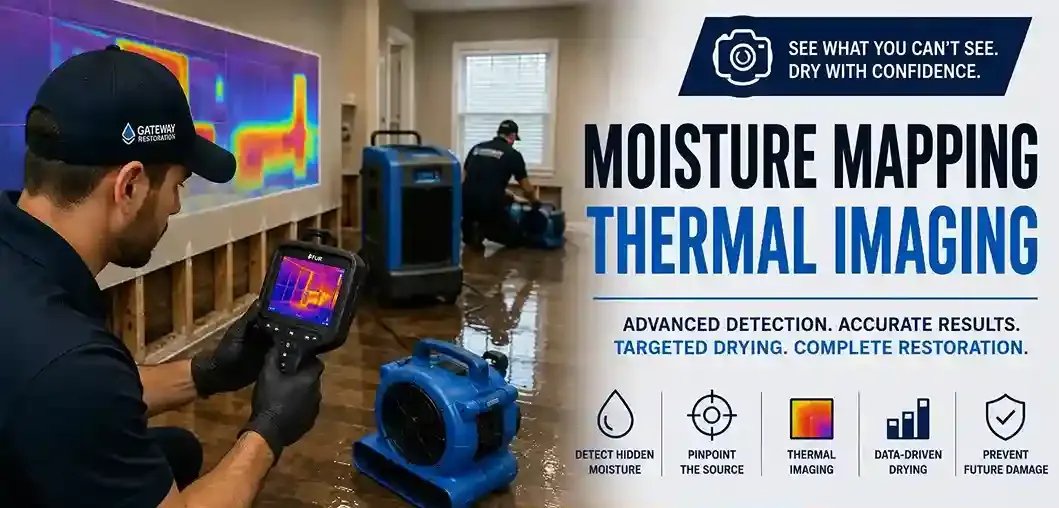 GATEWAY
RESTORATION
FLIR
SEE WHAT YOU CAN'T SEE.
DRY WITH CONFIDENCE.
MOISTURE MAPPING
THERMAL IMAGING
ADVANCED DETECTION. ACCURATE RESULTS.
TARGETED DRYING. COMPLETE RESTORATION.
DETECT HIDDEN
MOISTURE
PINPOINT
THE SOURCE
THERMAL
IMAGING
DATA-DRIVEN
DRYING
PREVENT
FUTURE DAMAGE